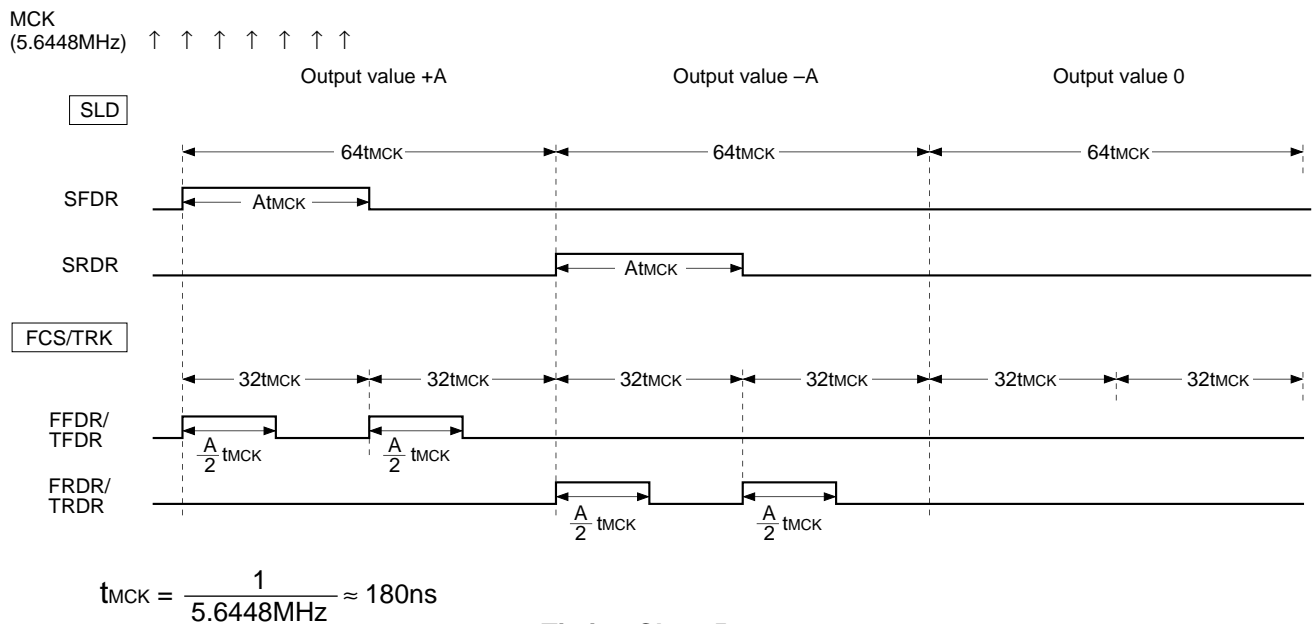 MCK
(5.6448MHz) ↑ ↑ ↑ ↑ ↑ ↑ ↑
Output value +A Output value –A Output value 0
SLD
64tMCK 64tMCK 64tMCK
SFDR AtMCK
SRDR AtMCK
FCS/TRK
32tMCK 32tMCK 32tMCK 32tMCK 32tMCK 32tMCK
FFDR/
TFDR
A/2 tMCK A/2 tMCK
FRDR/
TRDR
A/2 tMCK A/2 tMCK
tMCK = 1/5.6448MHz ≈ 180ns